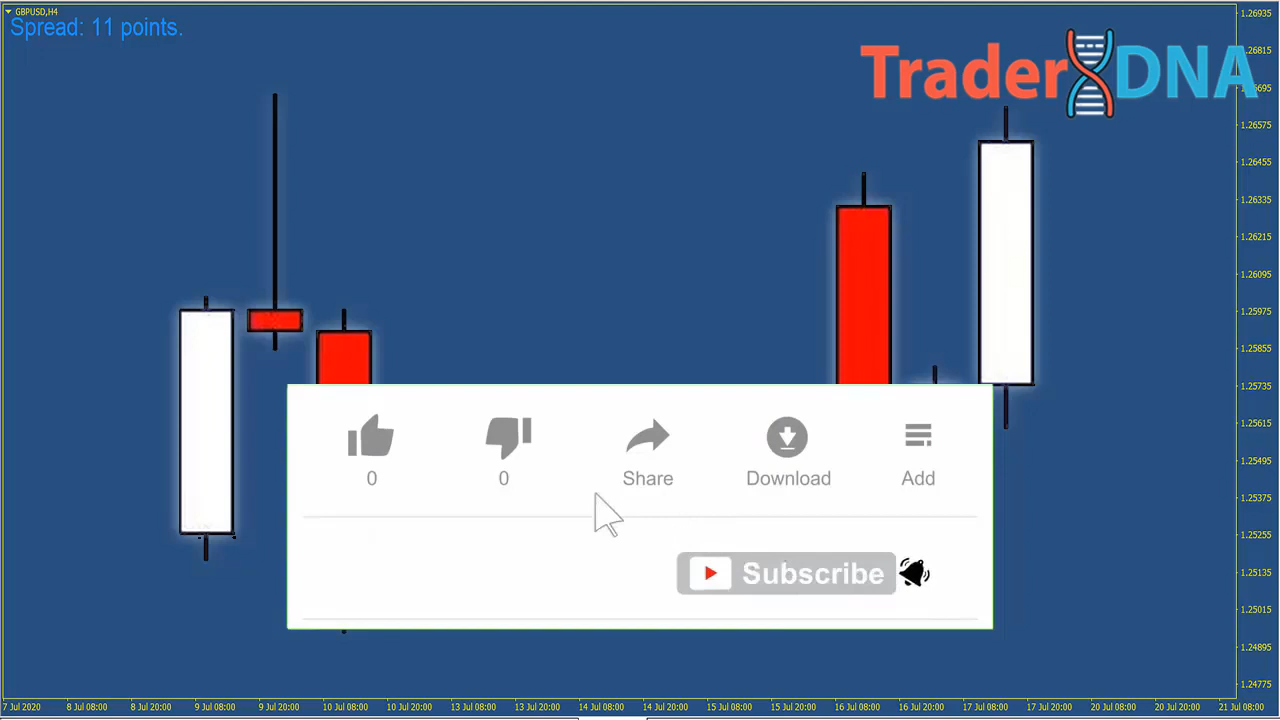 GBPUSD,H4
Spread: 11 points.
Trader DNA
1.26935
1.26815
1.26575
1.26455
1.26335
1.26215
1.26095
1.25975
1.25855
1.25735
1.25615
1.25495
1.25375
1.25255
1.25135
1.25015
1.24895
1.24775
0
0
Share
Download
Add
Subscribe
7 Jul 2020
8 Jul 08:00
8 Jul 20:00
9 Jul 08:00
9 Jul 20:00
10 Jul 08:00
10 Jul 20:00
13 Jul 08:00
13 Jul 20:00
14 Jul 08:00
14 Jul 20:00
15 Jul 08:00
15 Jul 20:00
16 Jul 08:00
16 Jul 20:00
17 Jul 08:00
17 Jul 20:00
20 Jul 08:00
20 Jul 20:00
21 Jul 08:00